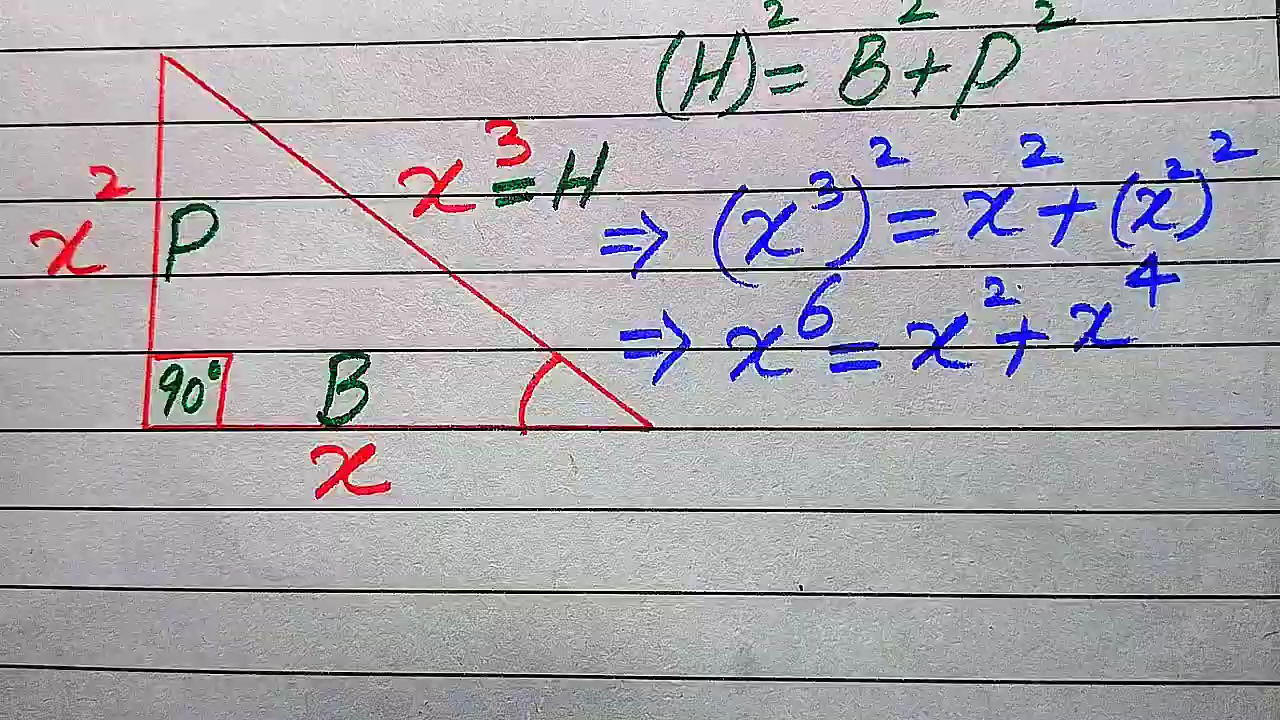 (H)² = B² + P²
x³ = H
⇒ (x³)² = x² + (x²)²
x² P
⇒ x⁶ = x² + x⁴
90° B
x